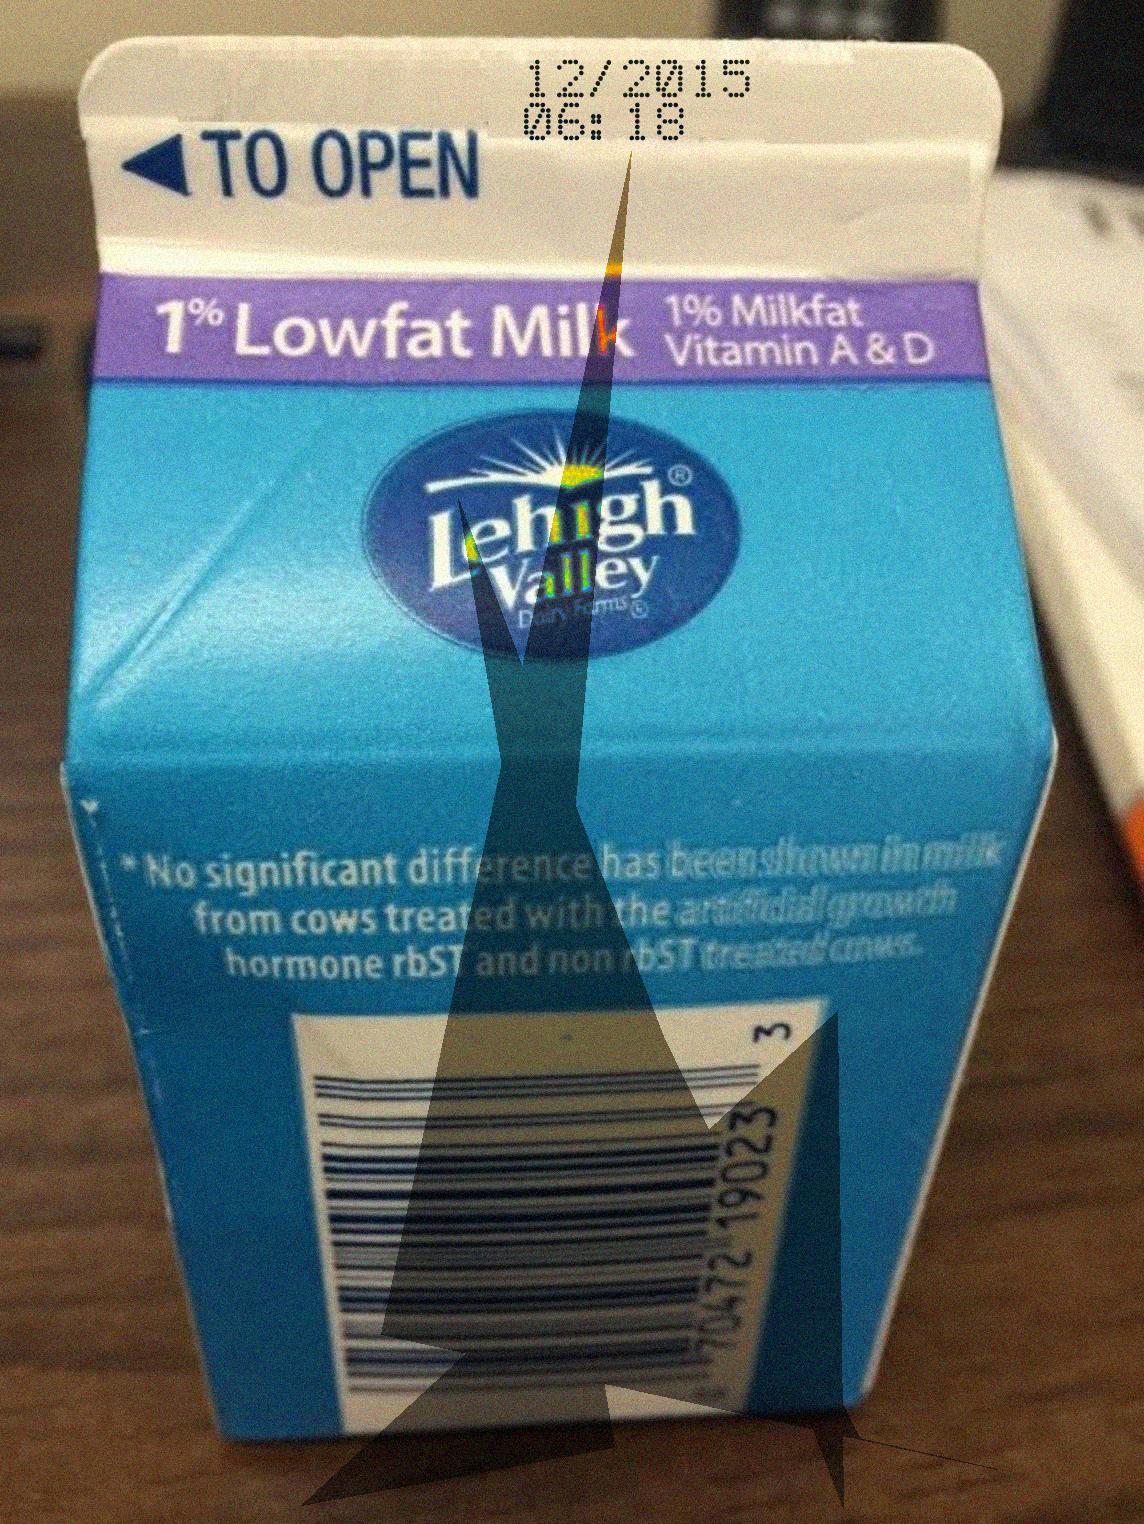 12/2015
06:18
TO OPEN
1% Lowfat Milk
1% Milkfat
Vitamin A & D
Lehigh®
Valley
Dairy Farms®
*No significant difference has been shown in milk
from cows treated with the artificial growth
hormone rbST and non rbST treated cows.
3
70472 19023